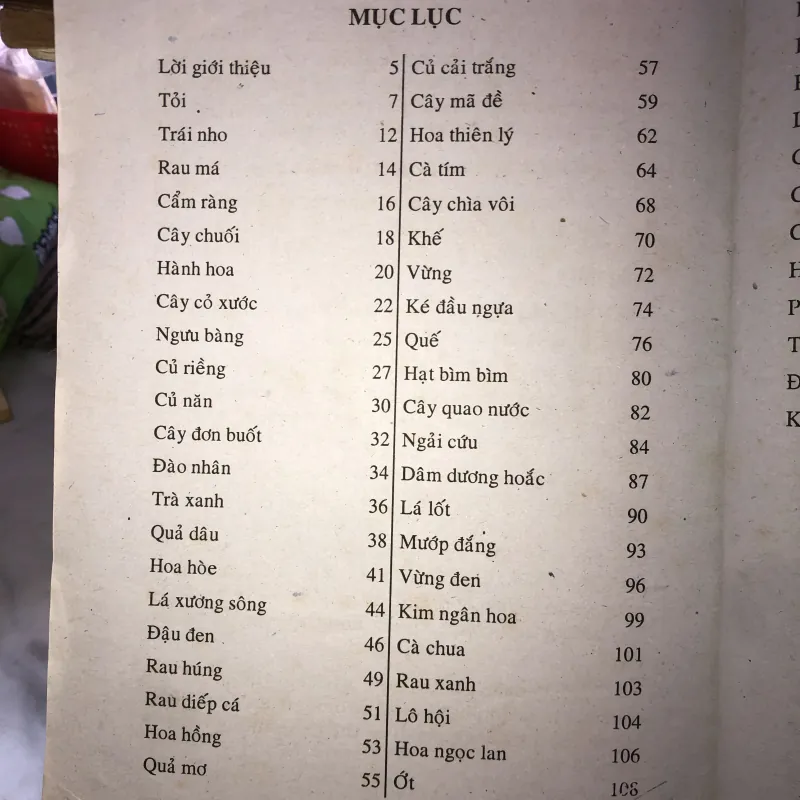 MỤC LỤC
Lời giới thiệu 5
Tỏi 7
Trái nho 12
Rau má 14
Cẩm ràng 16
Cây chuối 18
Hành hoa 20
Cây cỏ xước 22
Ngưu bàng 25
Củ riềng 27
Củ năn 30
Cây đơn buốt 32
Đào nhân 34
Trà xanh 36
Quả dâu 38
Hoa hòe 41
Lá xương sông 44
Đậu đen 46
Rau húng 49
Rau diếp cá 51
Hoa hồng 53
Quả mơ 55
Củ cải trắng 57
Cây mã đề 59
Hoa thiên lý 62
Cà tím 64
Cây chìa vôi 68
Khế 70
Vừng 72
Ké đầu ngựa 74
Quế 76
Hạt bìm bìm 80
Cây quao nước 82
Ngải cứu 84
Dâm dương hoắc 87
Lá lốt 90
Mướp đắng 93
Vừng đen 96
Kim ngân hoa 99
Cà chua 101
Rau xanh 103
Lô hội 104
Hoa ngọc lan 106
Ớt 108